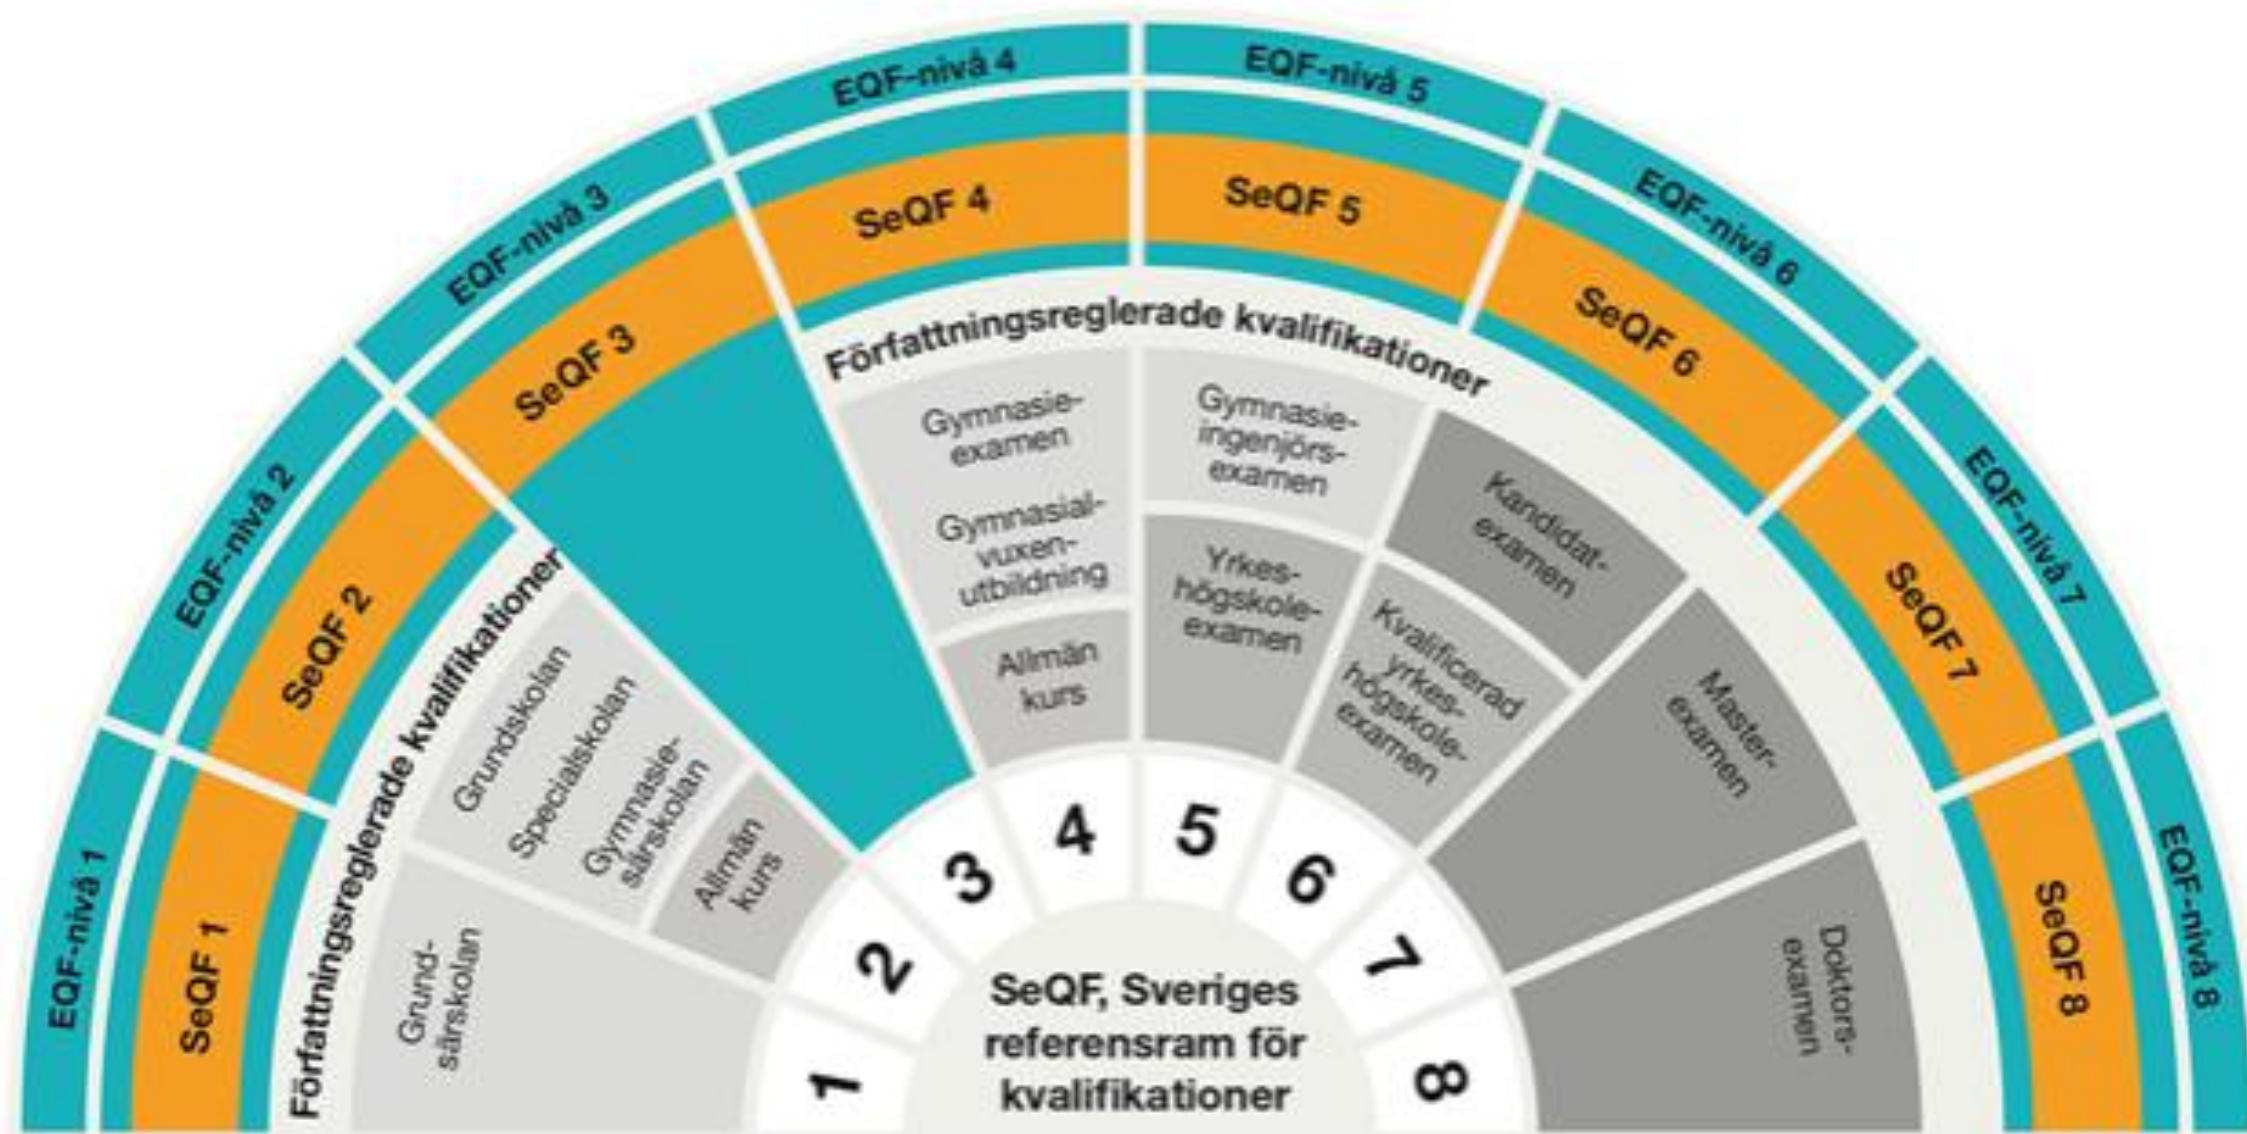 EQF-nivå 1
EQF-nivå 2
EQF-nivå 3
EQF-nivå 4
EQF-nivå 5
EQF-nivå 6
EQF-nivå 7
EQF-nivå 8
SeQF 1
SeQF 2
SeQF 3
SeQF 4
SeQF 5
SeQF 6
SeQF 7
SeQF 8
Författningsreglerade kvalifikationer
Författningsreglerade kvalifikationer
Grund-
särskolan
Grundskolan
Specialskolan
Gymnasie-
särskolan
Allmän
kurs
Gymnasie-
examen
Gymnasial-
vuxen-
utbildning
Allmän
kurs
Gymnasie-
ingenjörs-
examen
Yrkes-
högskole-
examen
Kandidat-
examen
Kvalificerad
yrkes-
högskole-
examen
Master-
examen
Doktors-
examen
1
2
3
4
5
6
7
8
SeQF, Sveriges
referensram för
kvalifikationer